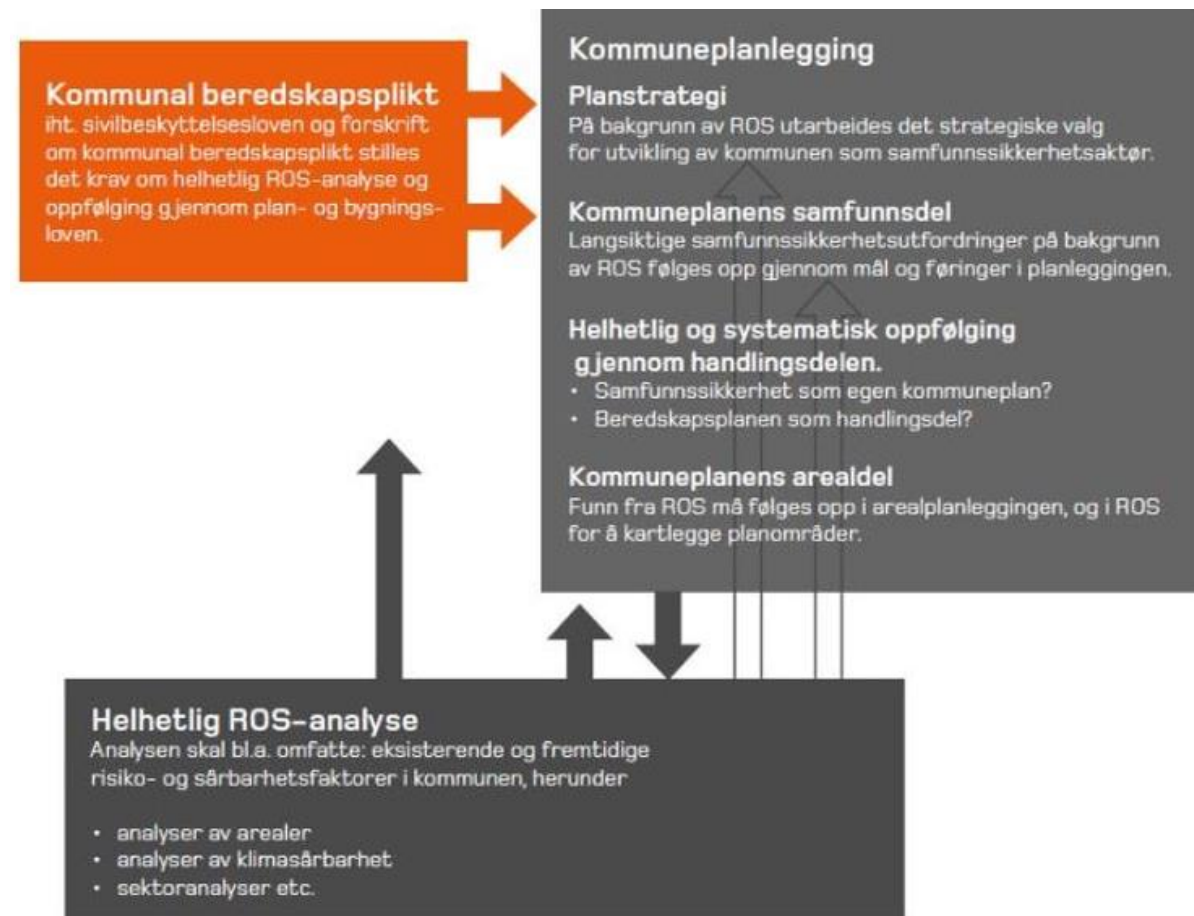 Kommunal beredskapsplikt
iht. sivilbeskyttelsesloven og forskrift
om kommunal beredskapsplikt stilles
det krav om helhetlig ROS-analyse og
oppfølging gjennom plan- og bygnings-
loven.
Kommuneplanlegging
Planstrategi
På bakgrunn av ROS utarbeides det strategiske valg
for utvikling av kommunen som samfunnssikkerhetsaktør.
Kommuneplanens samfunnsdel
Langsiktige samfunnssikkerhetsutfordringer på bakgrunn
av ROS følges opp gjennom mål og føringer i planleggingen.
Helhetlig og systematisk oppfølging
gjennom handlingsdelen.
• Samfunnssikkerhet som egen kommuneplan?
• Beredskapsplanen som handlingsdel?
Kommuneplanens arealdel
Funn fra ROS må følges opp i arealplanleggingen, og i ROS
for å kartlegge planområder.
Helhetlig ROS-analyse
Analysen skal bl.a. omfatte: eksisterende og fremtidige
risiko- og sårbarhetsfaktorer i kommunen, herunder
• analyser av arealer
• analyser av klimasårbarhet
• sektoranalyser etc.